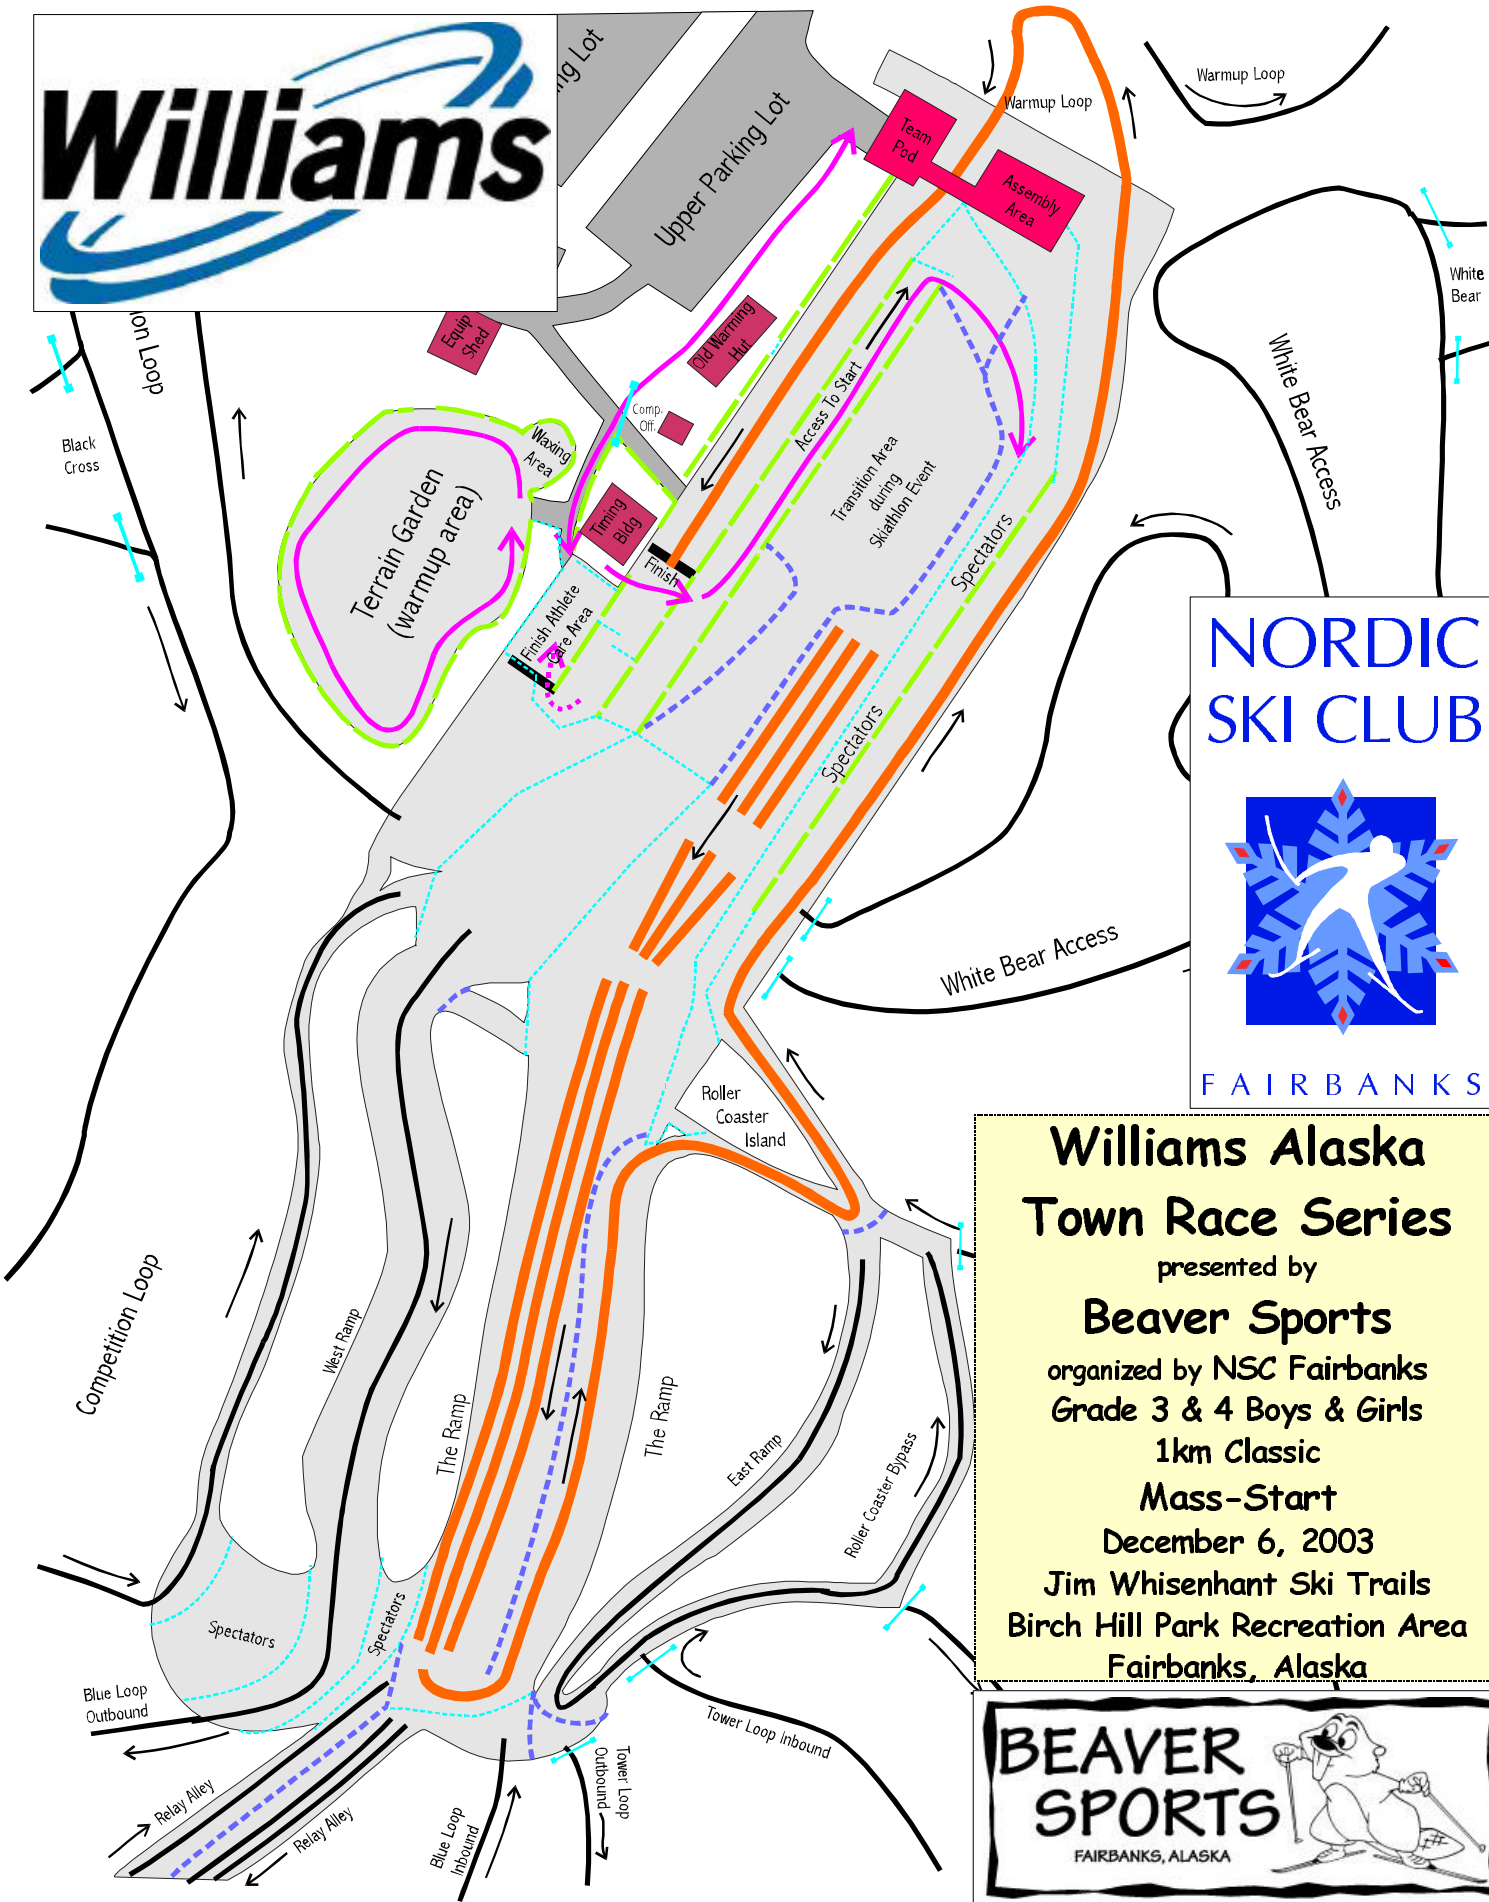 Williams
ng Lot
Upper Parking Lot
Team
Pod
Assembly
Area
Warmup Loop
Warmup Loop
White
Bear
White Bear Access
Equip
Shed
Old Warming
Hut
Comp.
Off.
ion Loop
Black
Cross
Waxing
Area
Terrain Garden
(warmup area)
Timing
Bldg
Finish
Access To Start
Transition Area
during
Skiathlon Event
Finish Athlete
Care Area
Spectators
Spectators
White Bear Access
NORDIC
SKI CLUB
FAIRBANKS
Roller
Coaster
Island
Competition Loop
West Ramp
The Ramp
The Ramp
East Ramp
Roller Coaster Bypass
Spectators
Spectators
Blue Loop
Outbound
Relay Alley
Relay Alley
Blue Loop
Inbound
Tower Loop
Outbound
Tower Loop Inbound
Williams Alaska
Town Race Series
presented by
Beaver Sports
organized by NSC Fairbanks
Grade 3 & 4 Boys & Girls
1km Classic
Mass-Start
December 6, 2003
Jim Whisenhant Ski Trails
Birch Hill Park Recreation Area
Fairbanks, Alaska
BEAVER
SPORTS
FAIRBANKS, ALASKA